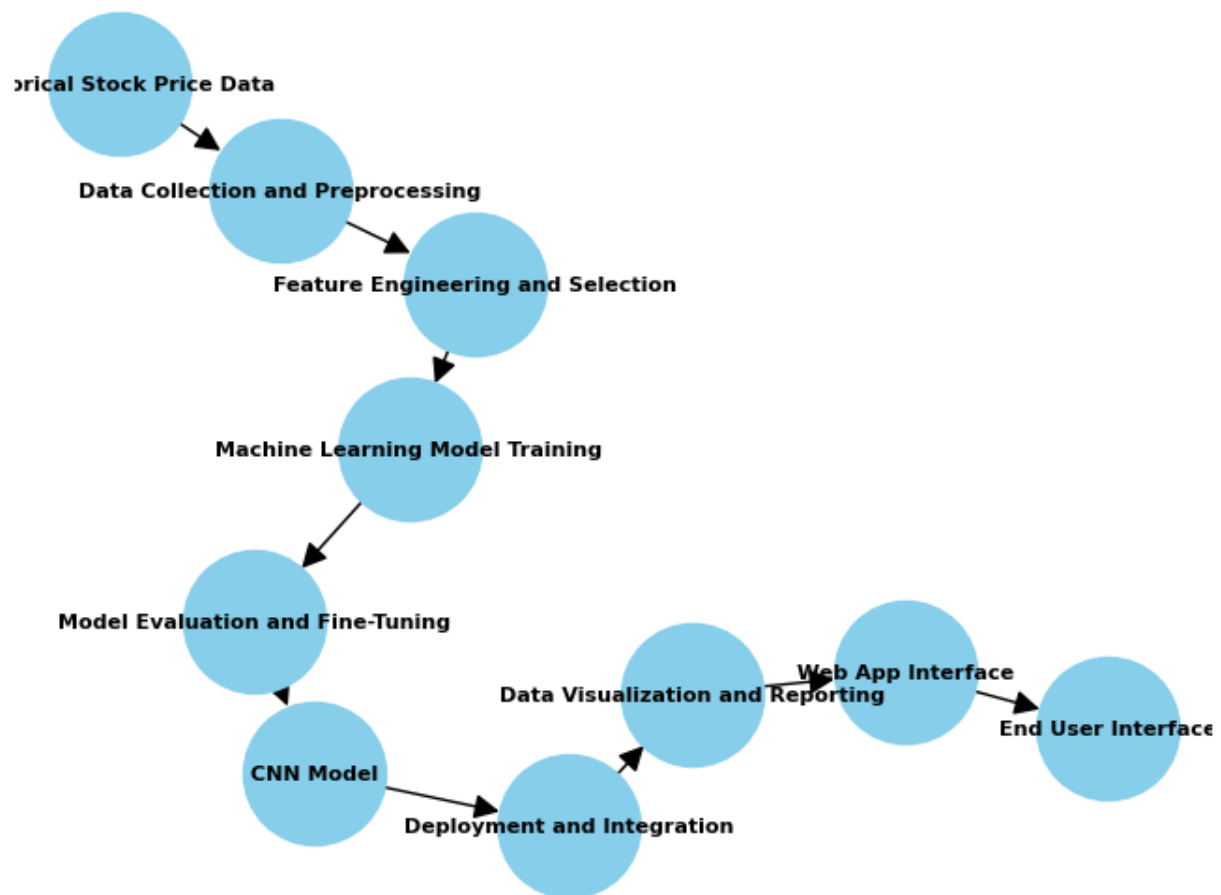 orical Stock Price Data
Data Collection and Preprocessing
Feature Engineering and Selection
Machine Learning Model Training
Model Evaluation and Fine-Tuning
CNN Model
Deployment and Integration
Data Visualization and Reporting
Web App Interface
End User Interface